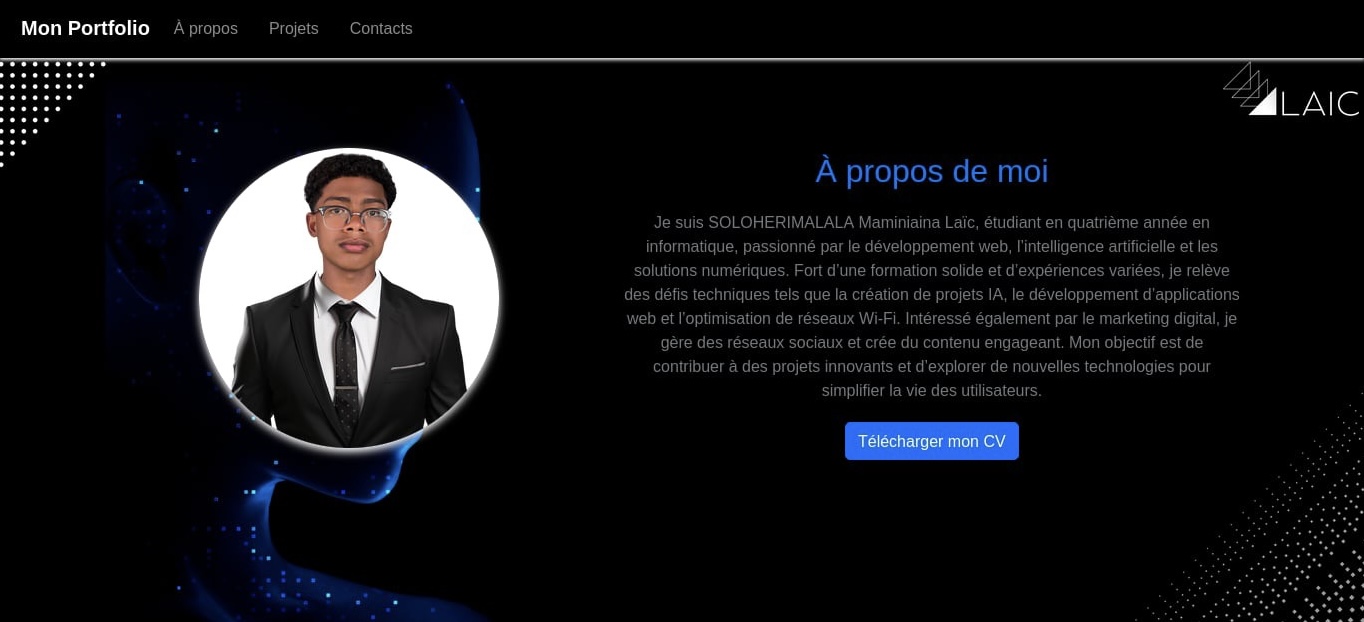 Mon Portfolio À propos Projets Contacts
LAIC
À propos de moi
Je suis SOLOHERIMALALA Maminiaina Laïc, étudiant en quatrième année en
informatique, passionné par le développement web, l’intelligence artificielle et les
solutions numériques. Fort d’une formation solide et d’expériences variées, je relève
des défis techniques tels que la création de projets IA, le développement d’applications
web et l’optimisation de réseaux Wi-Fi. Intéressé également par le marketing digital, je
gère des réseaux sociaux et crée du contenu engageant. Mon objectif est de
contribuer à des projets innovants et d’explorer de nouvelles technologies pour
simplifier la vie des utilisateurs.
Télécharger mon CV